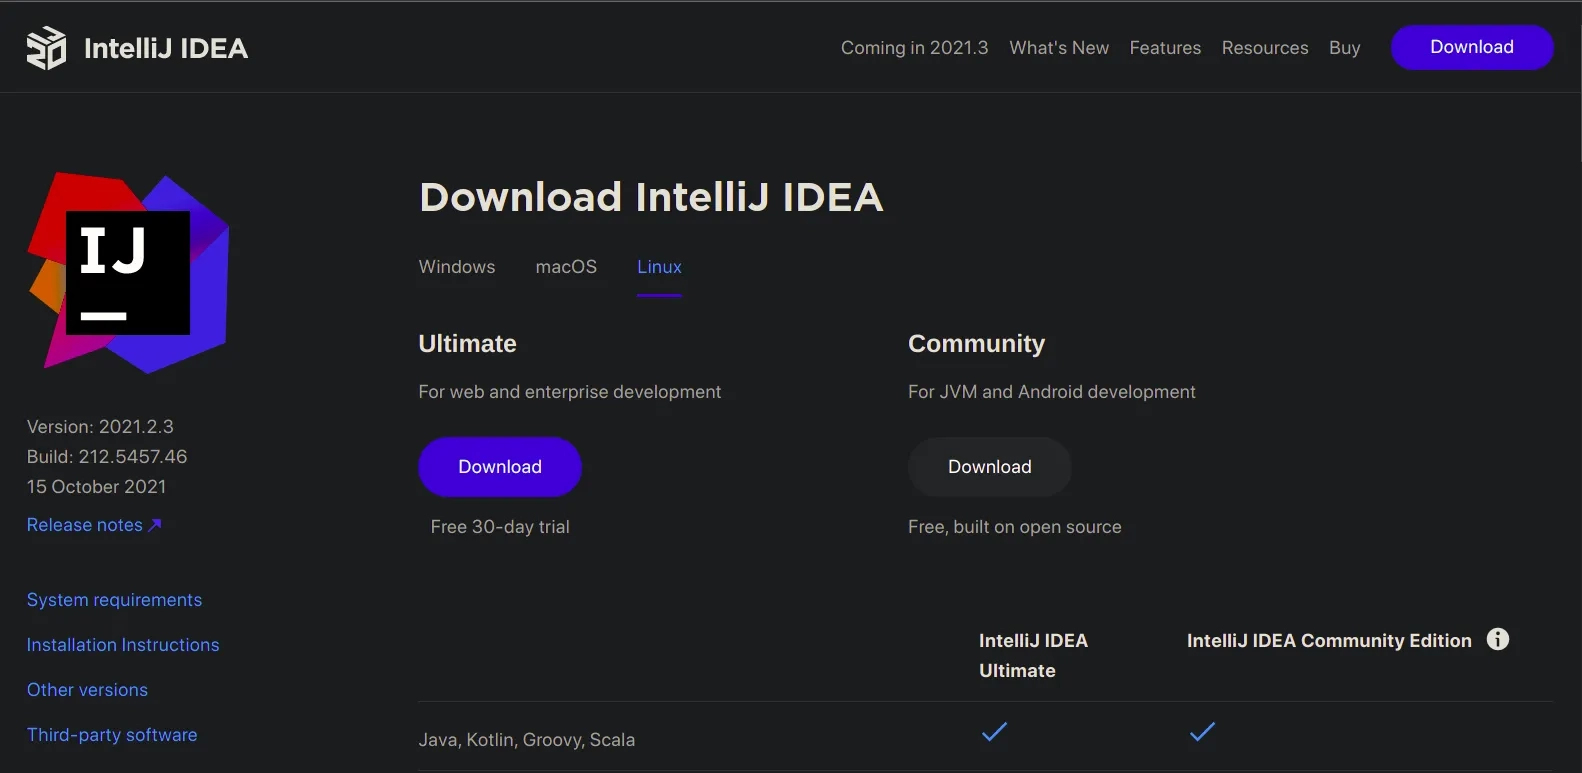 IntelliJ IDEA
Coming in 2021.3 What's New Features Resources Buy Download
IJ
Version: 2021.2.3
Build: 212.5457.46
15 October 2021
Release notes
System requirements
Installation Instructions
Other versions
Third-party software
Download IntelliJ IDEA
Windows macOS Linux
Ultimate
For web and enterprise development
Download
Free 30-day trial
Community
For JVM and Android development
Download
Free, built on open source
IntelliJ IDEA
Ultimate
IntelliJ IDEA Community Edition
Java, Kotlin, Groovy, Scala